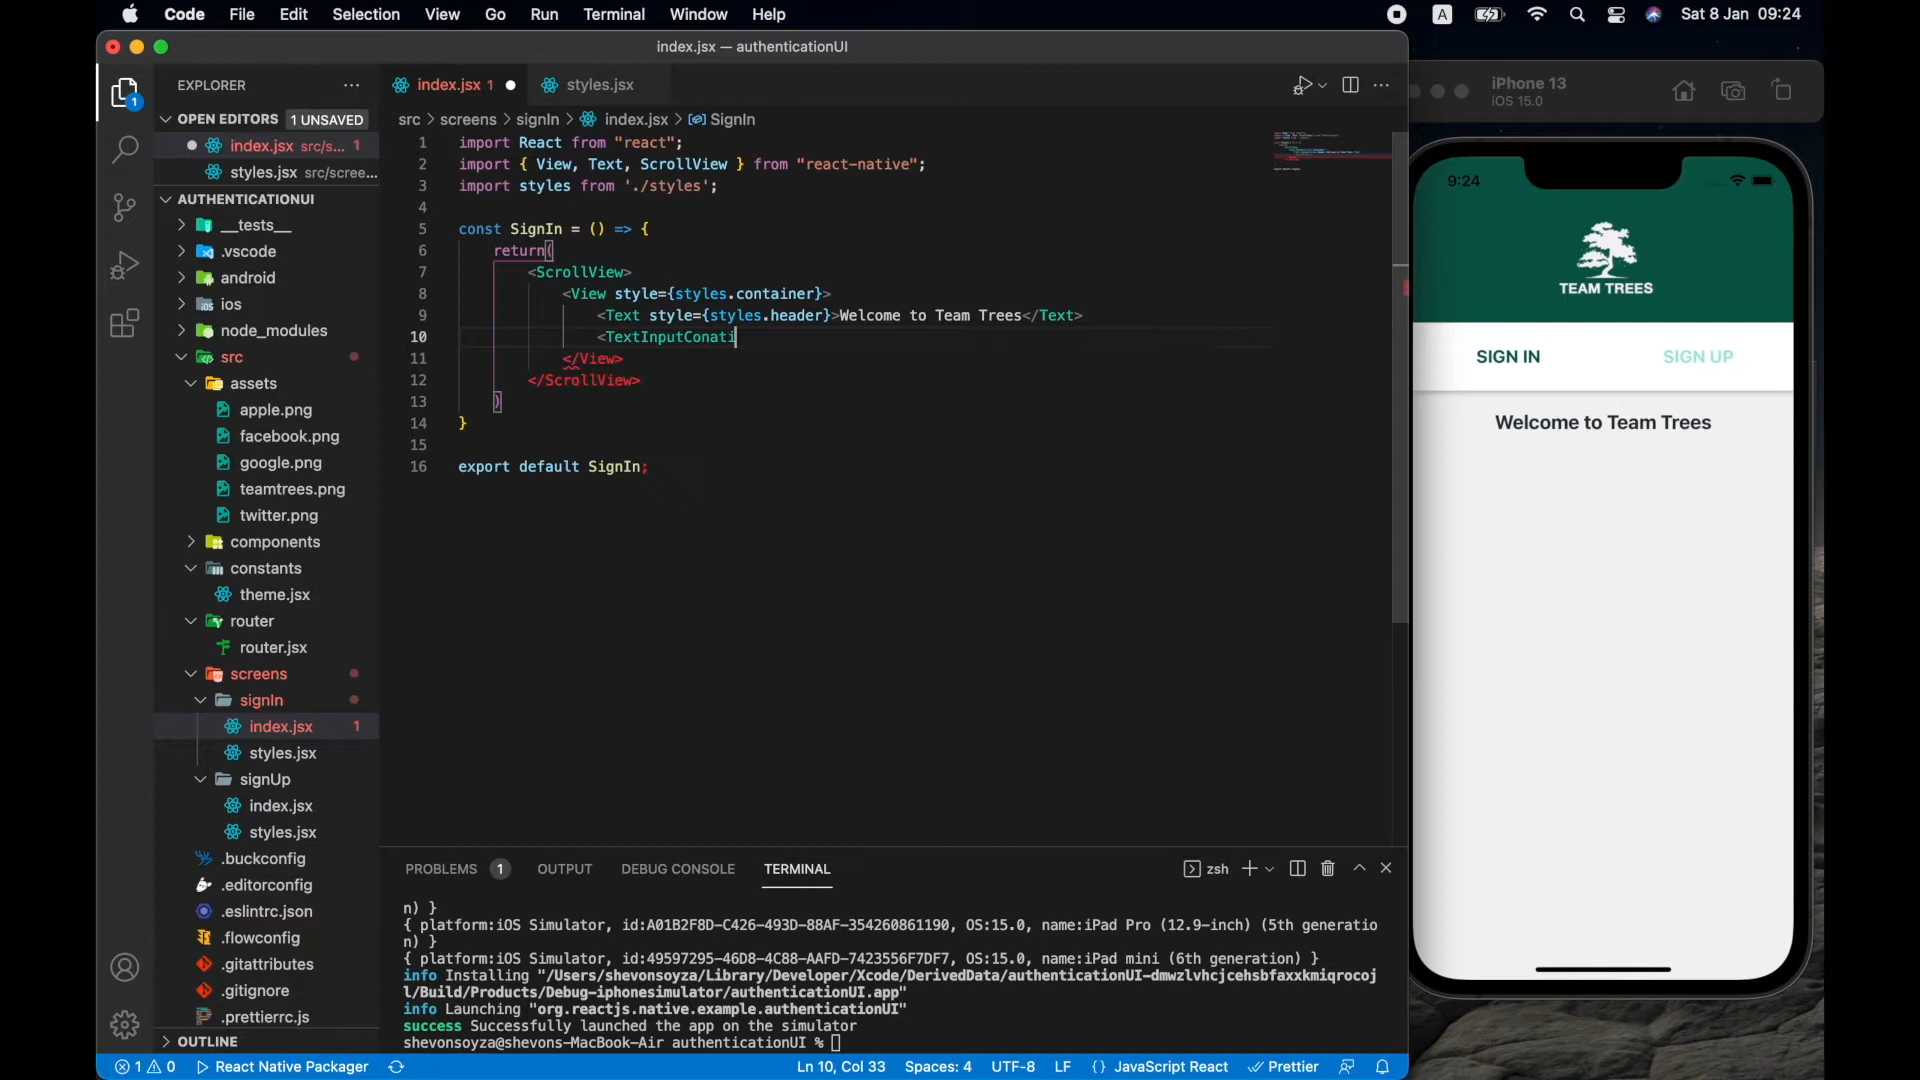 Code File Edit Selection View Go Run Terminal Window Help A Sat 8 Jan 09:24
index.jsx — authenticationUI
EXPLORER
1
OPEN EDITORS 1 UNSAVED
index.jsx src/s... 1
styles.jsx src/scree...
AUTHENTICATIONUI
__tests__
.vscode
android
ios
node_modules
src
assets
apple.png
facebook.png
google.png
teamtrees.png
twitter.png
components
constants
theme.jsx
router
router.jsx
screens
signIn
index.jsx 1
styles.jsx
signUp
index.jsx
styles.jsx
.buckconfig
.editorconfig
.eslintrc.json
.flowconfig
.gitattributes
.gitignore
.prettierrc.js
OUTLINE
index.jsx 1 styles.jsx
src > screens > signIn > index.jsx > SignIn
1 import React from "react";
2 import { View, Text, ScrollView } from "react-native";
3 import styles from './styles';
4
5 const SignIn = () => {
6 return(
7 <ScrollView>
8 <View style={styles.container}>
9 <Text style={styles.header}>Welcome to Team Trees</Text>
10 <TextInputConati
11 </View>
12 </ScrollView>
13 )
14 }
15
16 export default SignIn;
PROBLEMS 1 OUTPUT DEBUG CONSOLE TERMINAL zsh
n) }
{ platform:iOS Simulator, id:A01B2F8D-C426-493D-88AF-354260861190, OS:15.0, name:iPad Pro (12.9-inch) (5th generatio
n) }
{ platform:iOS Simulator, id:49597295-46D8-4C88-AAFD-7423556F7DF7, OS:15.0, name:iPad mini (6th generation) }
info Installing "/Users/shevonsoyza/Library/Developer/Xcode/DerivedData/authenticationUI-dmwzlvhcjcehsbfaxxkmiqrocoj
l/Build/Products/Debug-iphonesimulator/authenticationUI.app"
info Launching "org.reactjs.native.example.authenticationUI"
success Successfully launched the app on the simulator
shevonsoyza@shevons-MacBook-Air authenticationUI %
1 0 React Native Packager Ln 10, Col 33 Spaces: 4 UTF-8 LF {} JavaScript React Prettier
iPhone 13
iOS 15.0
9:24
TEAM TREES
SIGN IN SIGN UP
Welcome to Team Trees